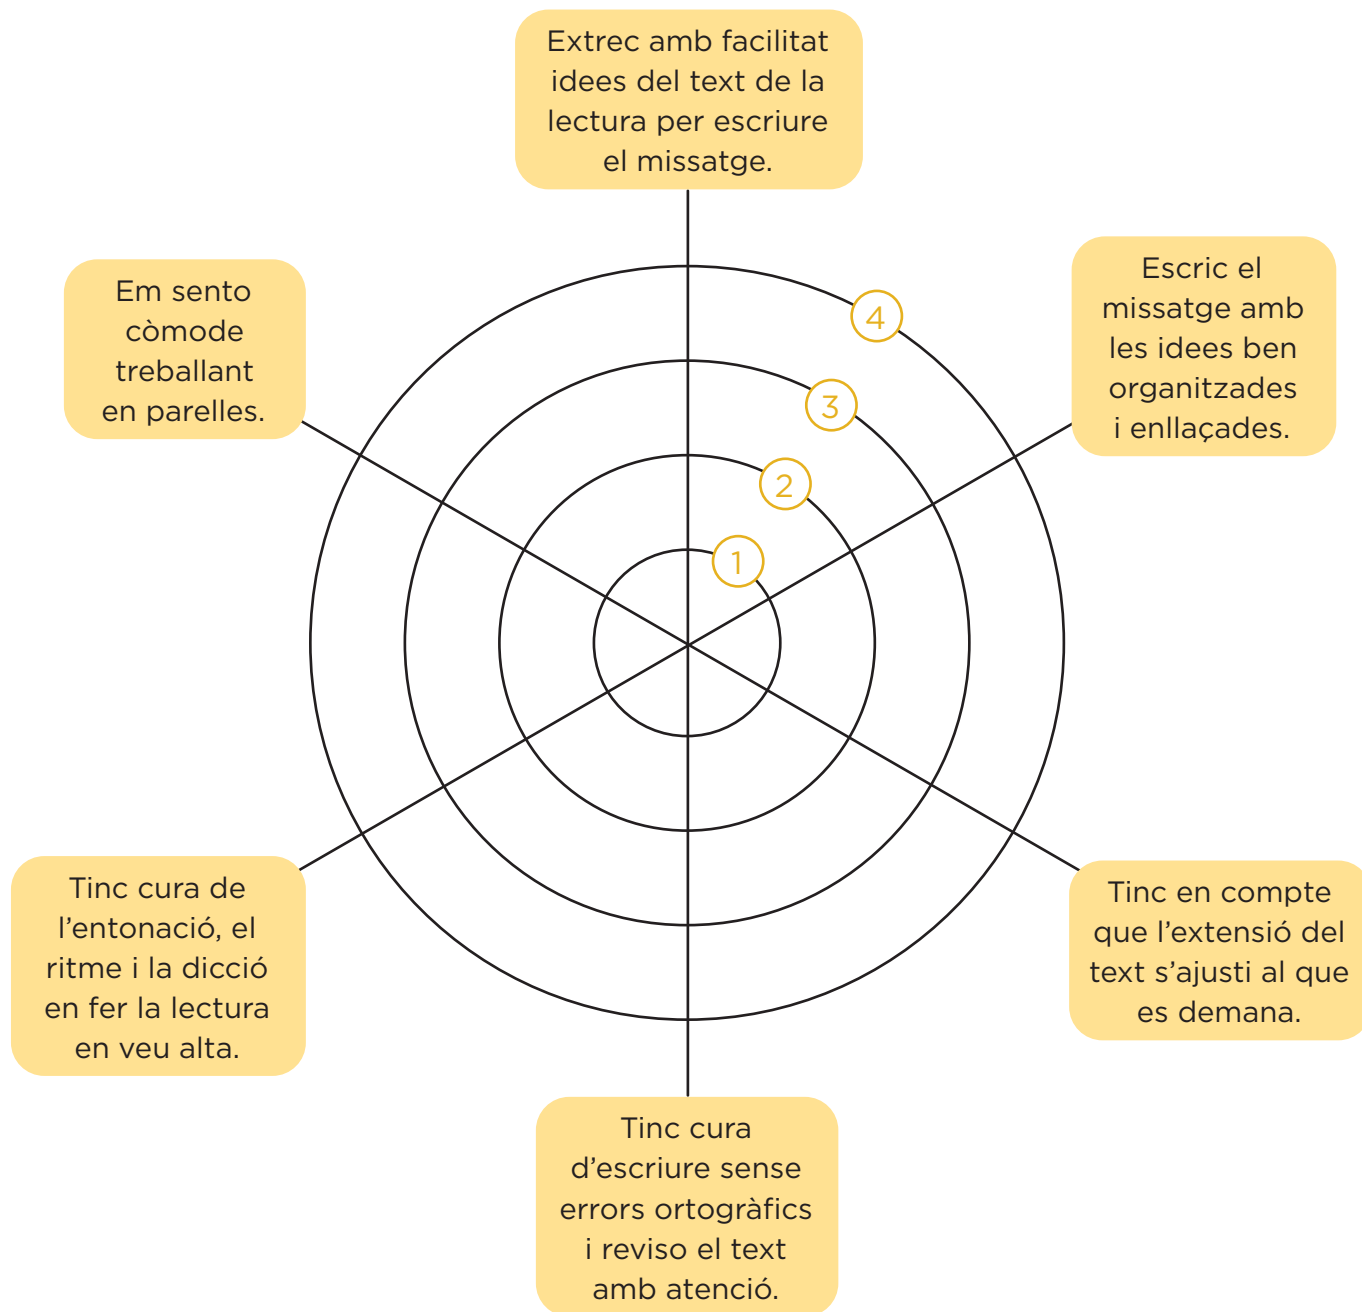 Extrec amb facilitat
idees del text de la
lectura per escriure
el missatge.
Em sento
còmode
treballant
en parelles.
Escric el
missatge amb
les idees ben
organitzades
i enllaçades.
4
3
2
1
Tinc cura de
l’entonació, el
ritme i la dicció
en fer la lectura
en veu alta.
Tinc en compte
que l’extensió del
text s’ajusti al que
es demana.
Tinc cura
d’escriure sense
errors ortogràfics
i reviso el text
amb atenció.